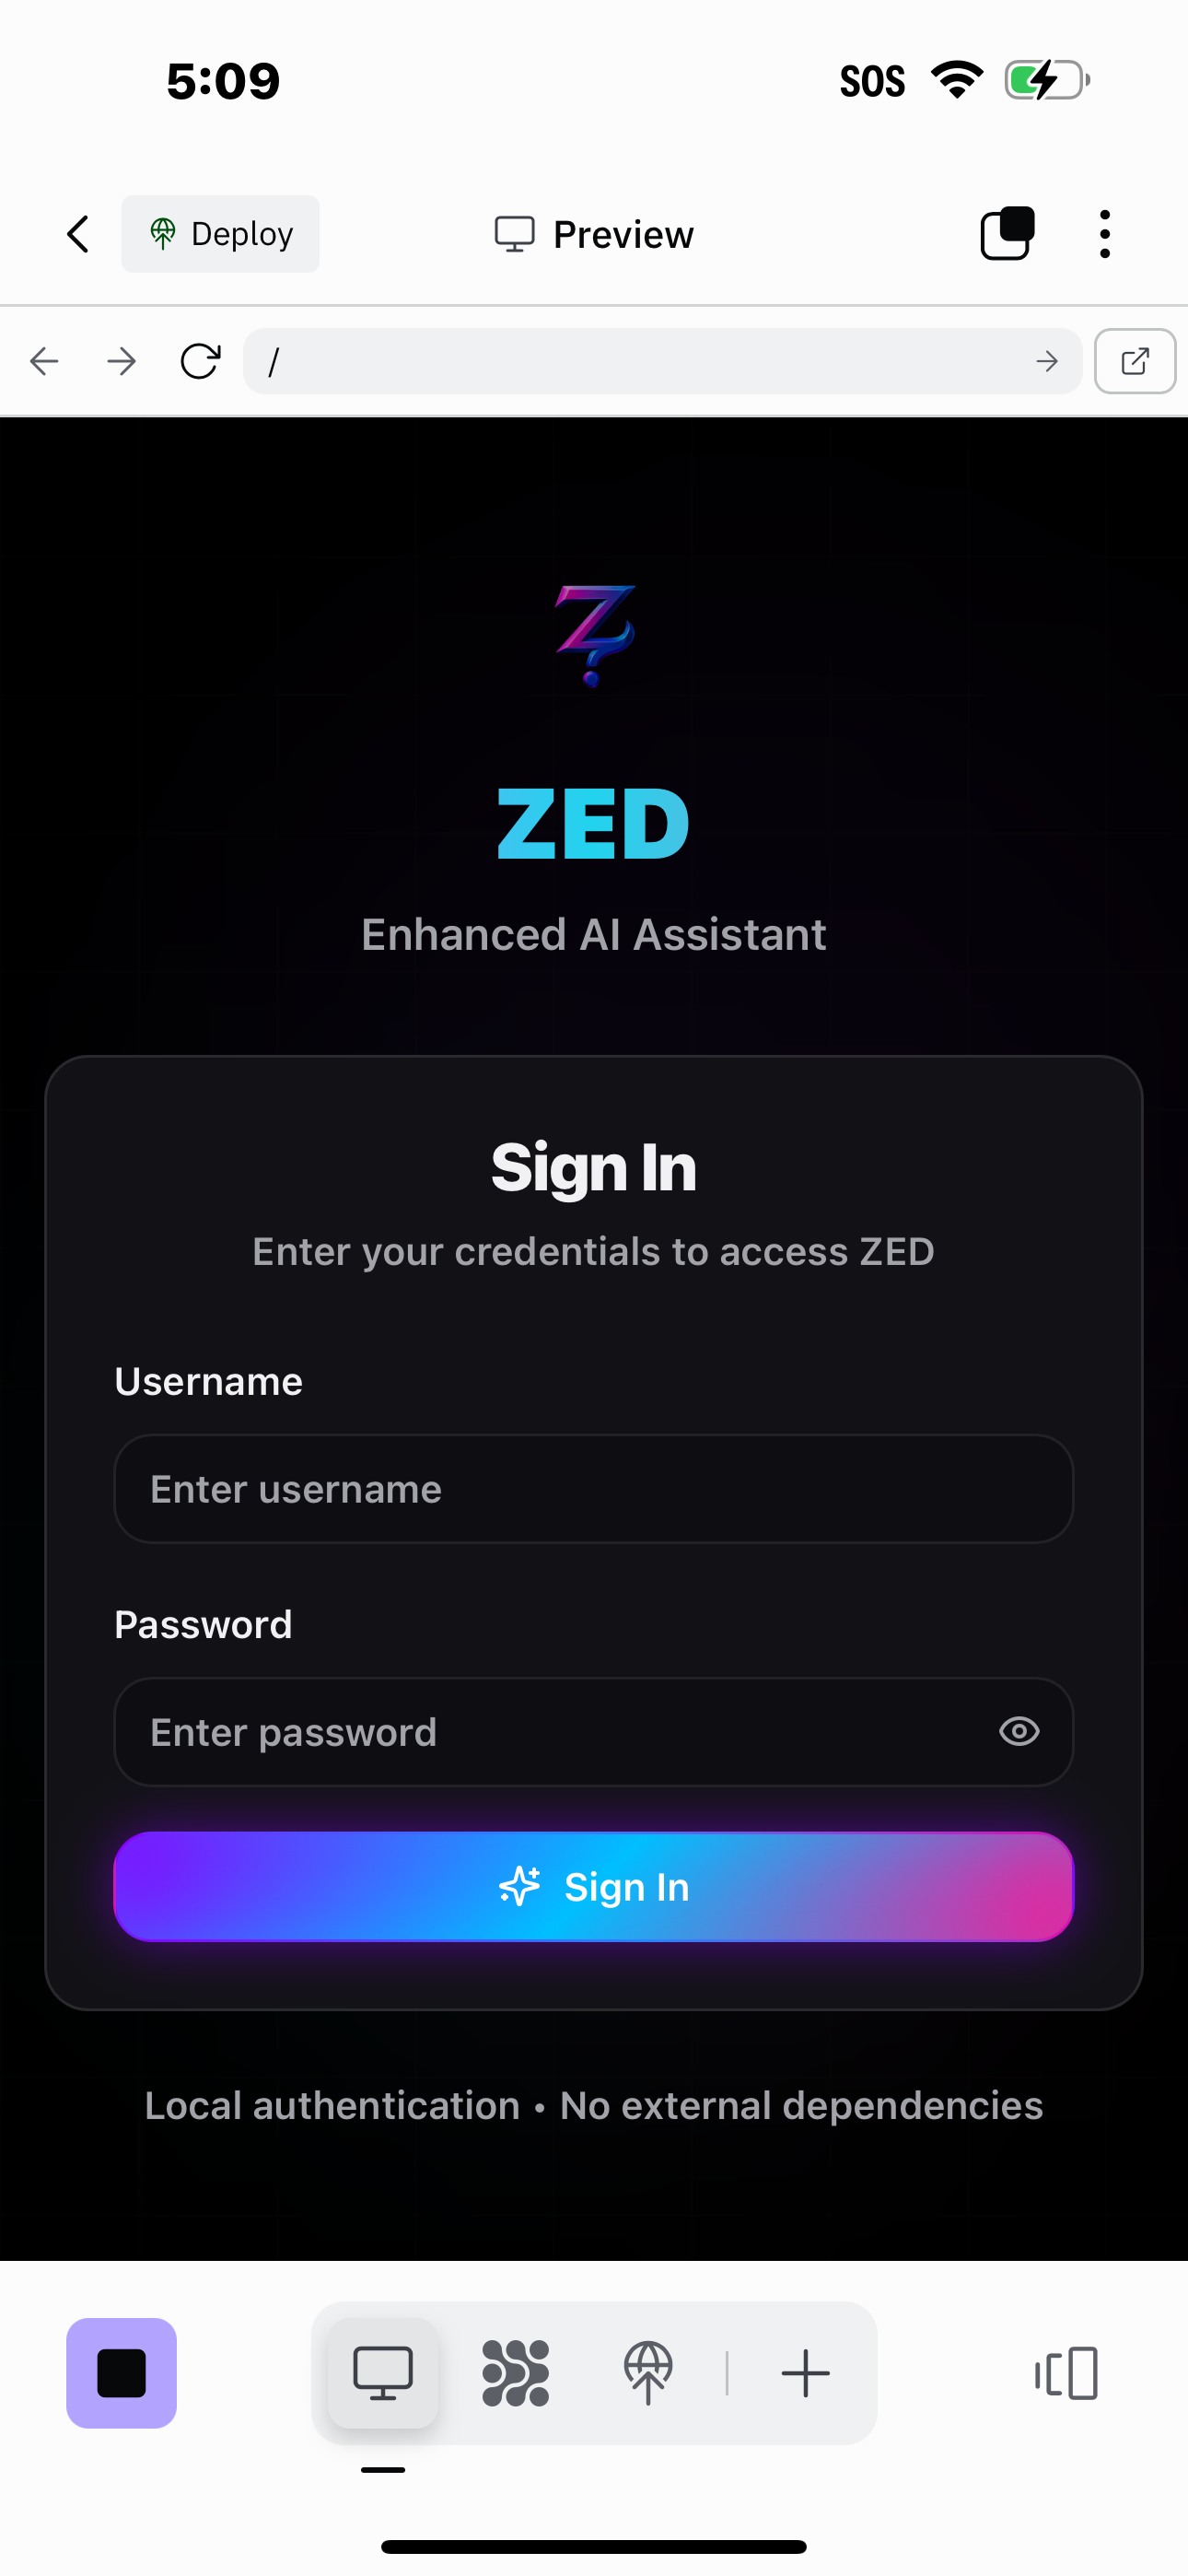 5:09
SOS
Deploy
Preview
/
ZED
Enhanced AI Assistant
Sign In
Enter your credentials to access ZED
Username
Enter username
Password
Enter password
Sign In
Local authentication • No external dependencies